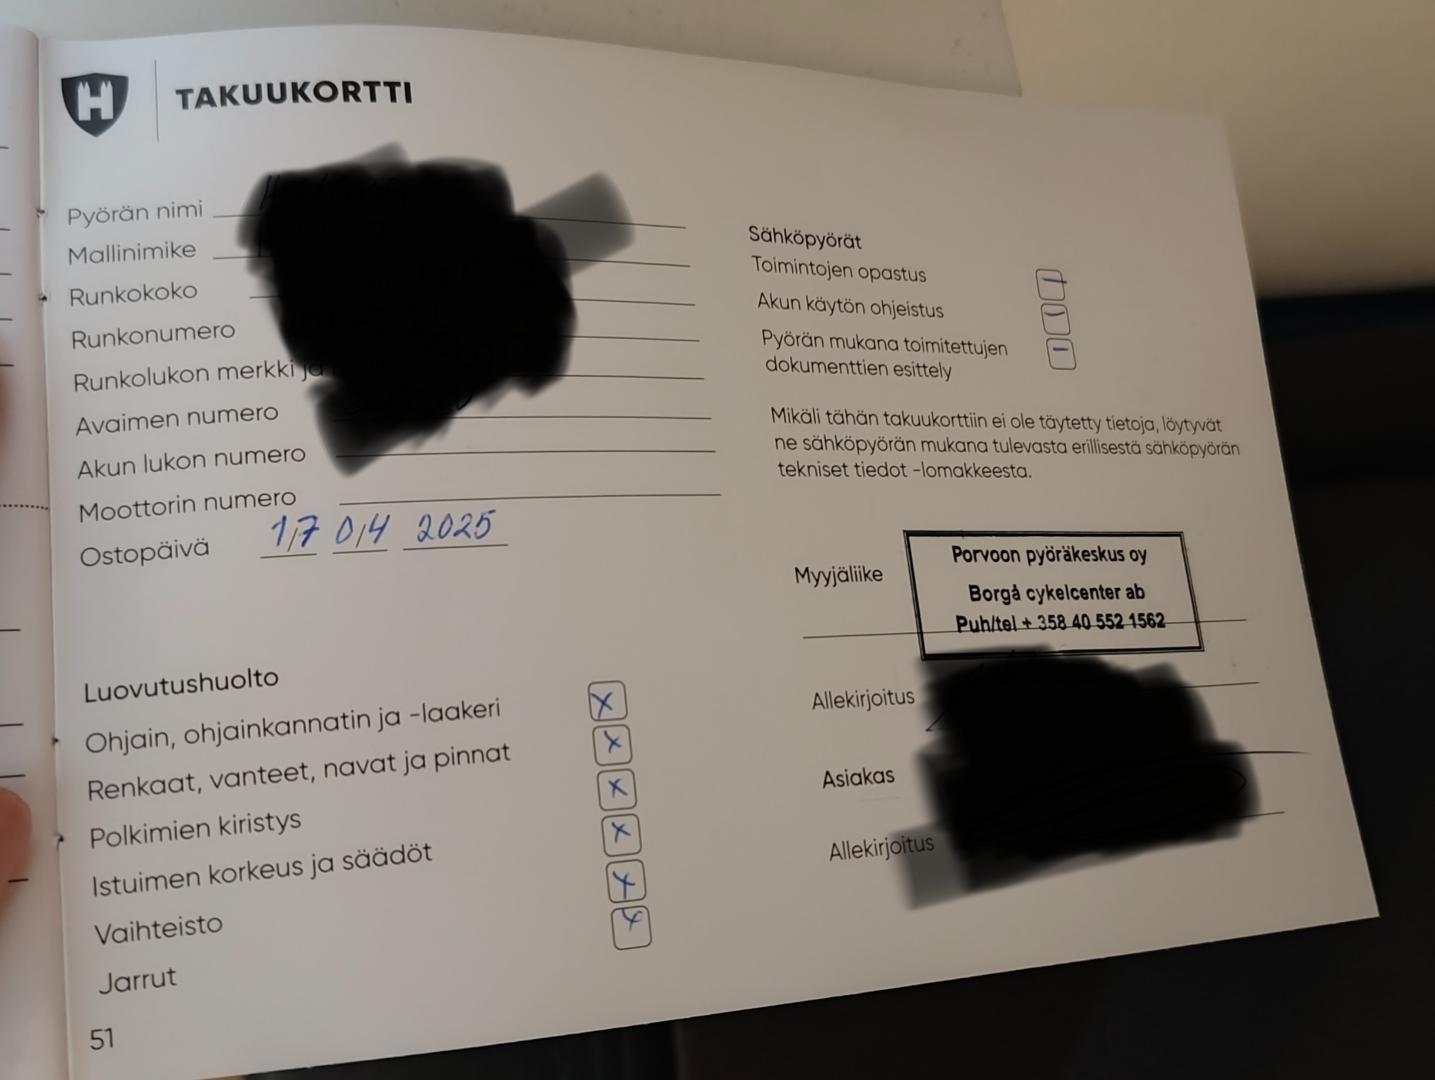 H
TAKUUKORTTI
Pyörän nimi
Mallinimike
Runkokoko
Runkonumero
Runkolukon merkki ja
Avaimen numero
Akun lukon numero
Moottorin numero
Ostopäivä 17 04 2025
Luovutushuolto
Ohjain, ohjainkannatin ja -laakeri X
Renkaat, vanteet, navat ja pinnat X
Polkimien kiristys X
Istuimen korkeus ja säädöt X
Vaihteisto X
Jarrut X
51
Sähköpyörät
Toimintojen opastus –
Akun käytön ohjeistus –
Pyörän mukana toimitettujen –
dokumenttien esittely
Mikäli tähän takuukorttiin ei ole täytetty tietoja, löytyvät
ne sähköpyörän mukana tulevasta erillisestä sähköpyörän
tekniset tiedot -lomakkeesta.
Myyjäliike
Porvoon pyöräkeskus oy
Borgå cykelcenter ab
Puh/tel + 358 40 552 1562
Allekirjoitus
Asiakas
Allekirjoitus